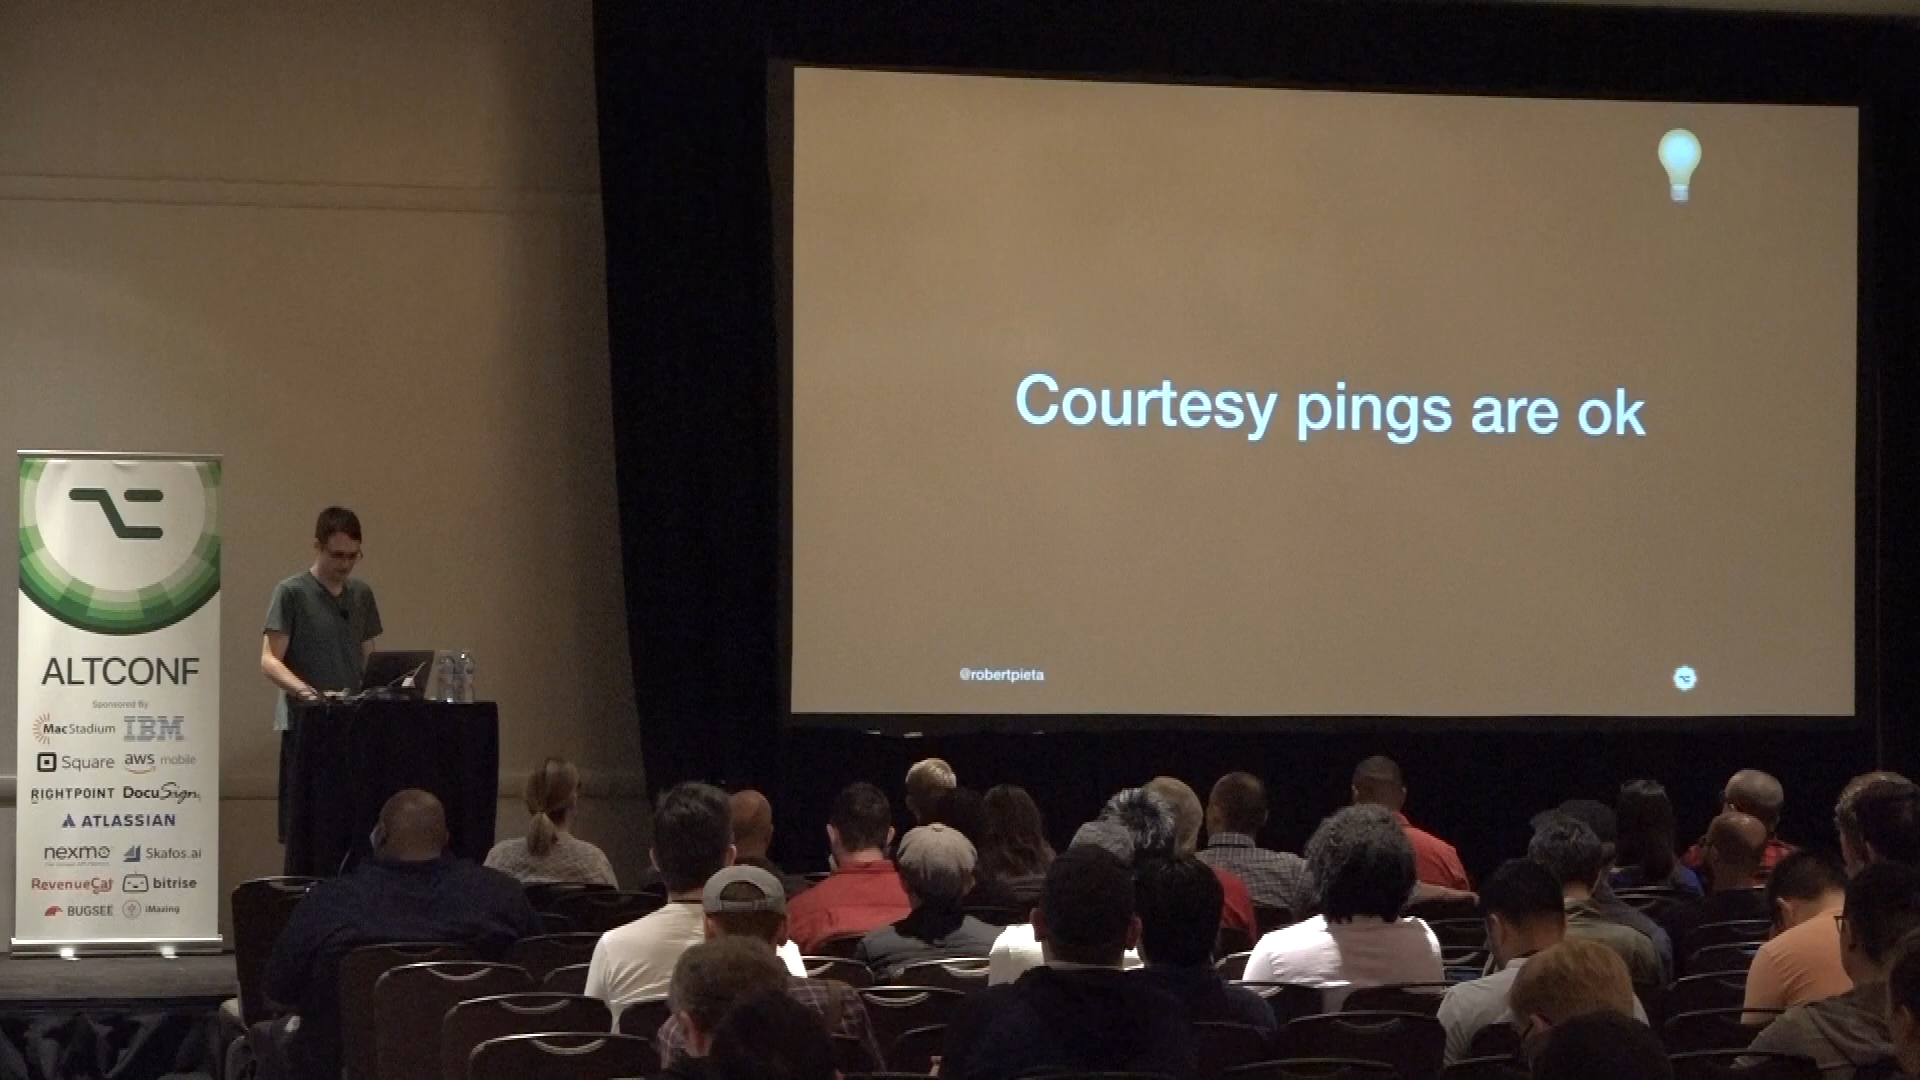 Courtesy pings are ok
@robertpieta
ALTCONF
Sponsored By
MacStadium IBM
Square aws mobile
RIGHTPOINT DocuSign
ATLASSIAN
nexmo Skafos.ai
RevenueCat bitrise
BUGSEE iMazing